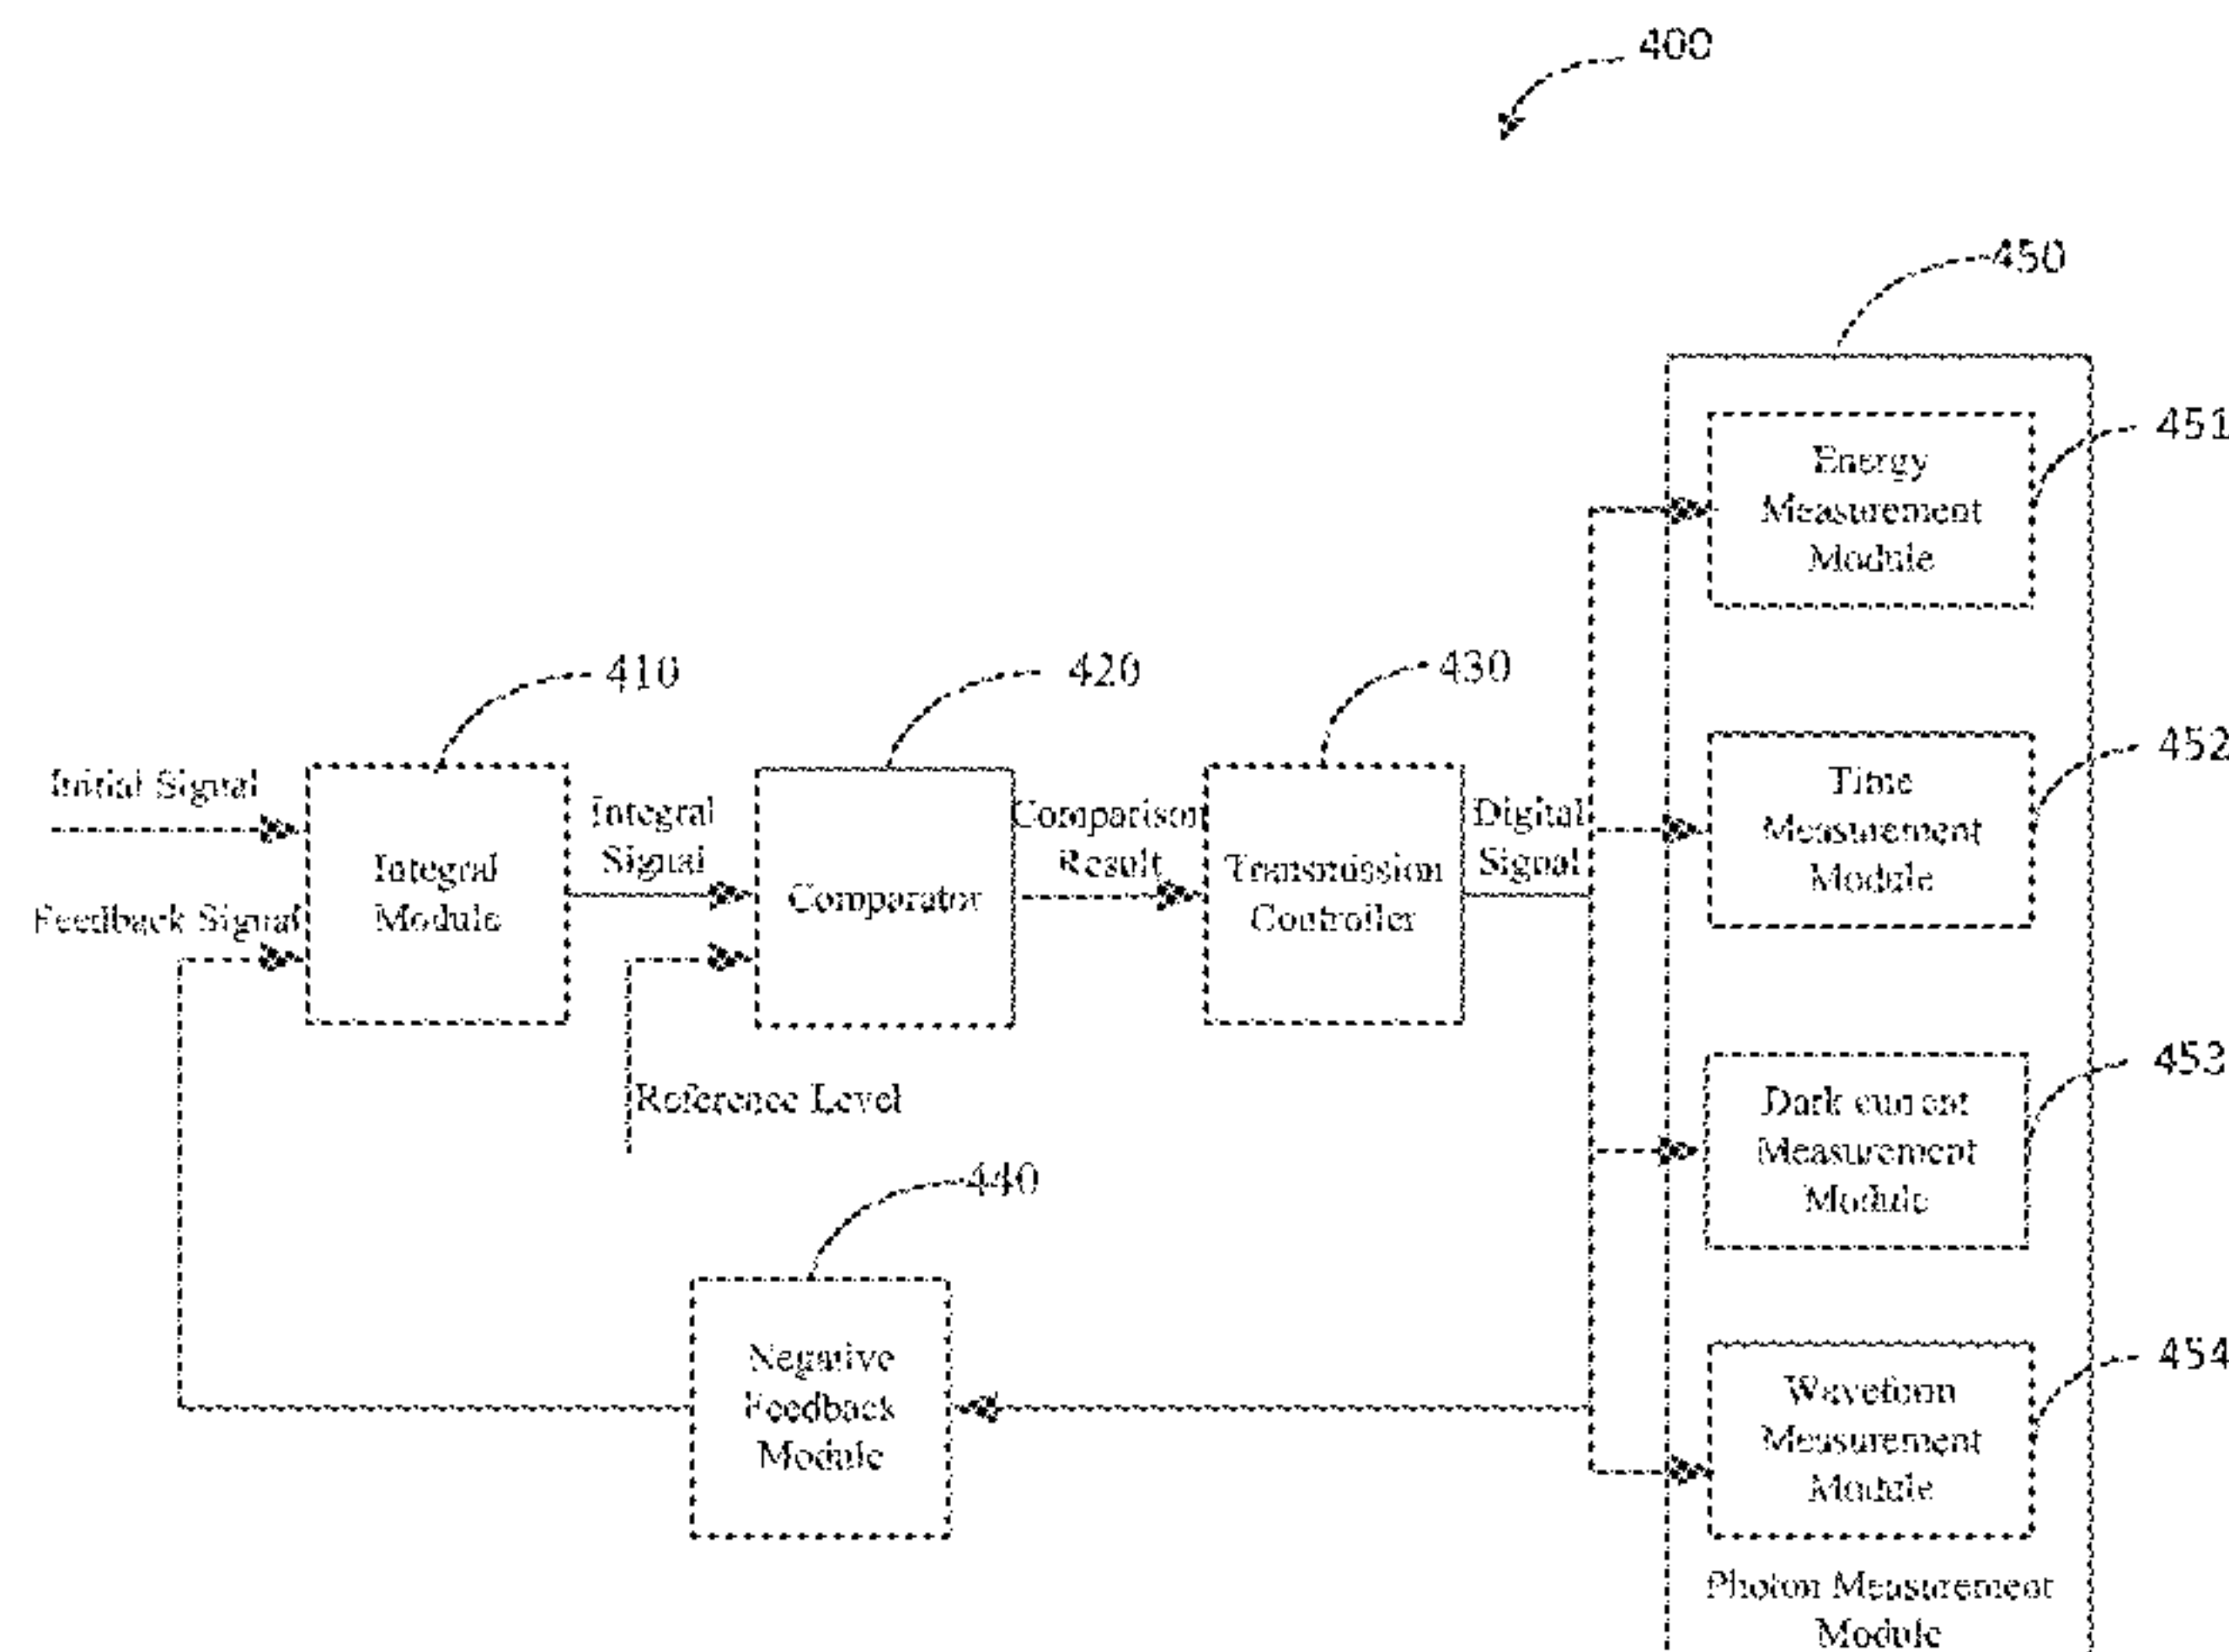 400
450
451
Energy
Measurement
Module
410
420
430
452
Initial Signal
Integral
Signal
Comparison
Result
Digital
Signal
Time
Measurement
Module
Integral
Module
Comparator
Transmission
Controller
Feedback Signal
453
Reference Level
Dark current
Measurement
Module
440
454
Negative
Feedback
Module
Waveform
Measurement
Module
Photon Measurement
Module